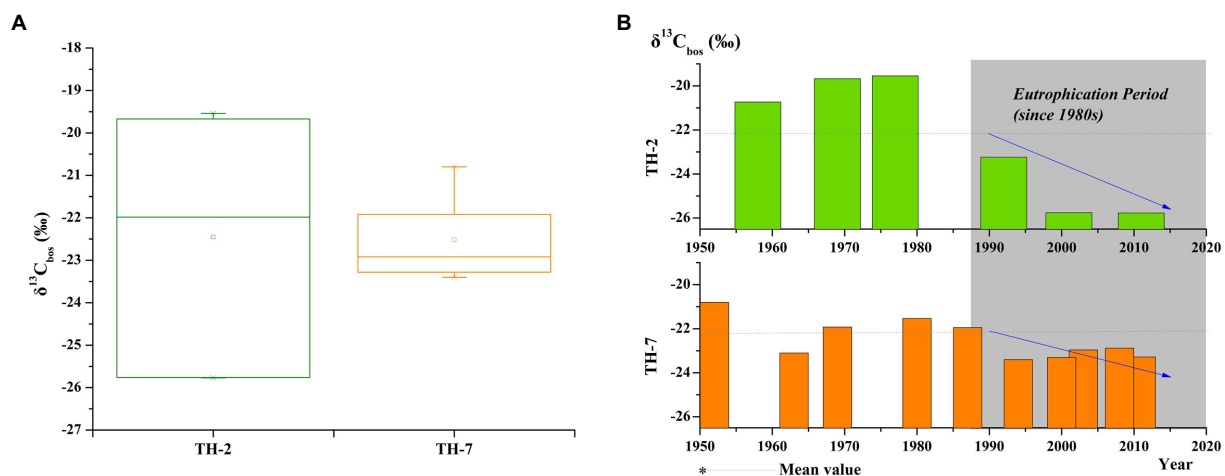 A
δ¹³C_bos (‰)
-18
-19
-20
-21
-22
-23
-24
-25
-26
-27
TH-2 TH-7
B
δ¹³C_bos (‰)
TH-2
-20
-22
-24
-26
Eutrophication Period
(since 1980s)
1950 1960 1970 1980 1990 2000 2010 2020
TH-7
-20
-22
-24
-26
1950 1960 1970 1980 1990 2000 2010 2020
* Mean value Year